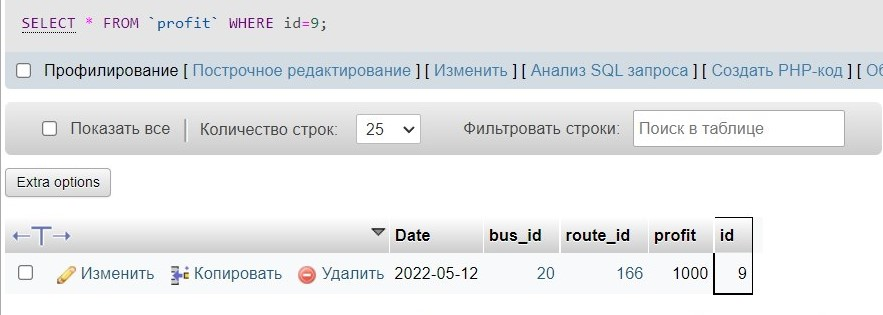 SELECT * FROM `profit` WHERE id=9;
Профилирование [ Построчное редактирование ] [ Изменить ] [ Анализ SQL запроса ] [ Создать PHP-код ] [ Об
Показать все Количество строк: 25 Фильтровать строки: Поиск в таблице
Extra options
←T→ Date bus_id route_id profit id
Изменить Копировать Удалить 2022-05-12 20 166 1000 9